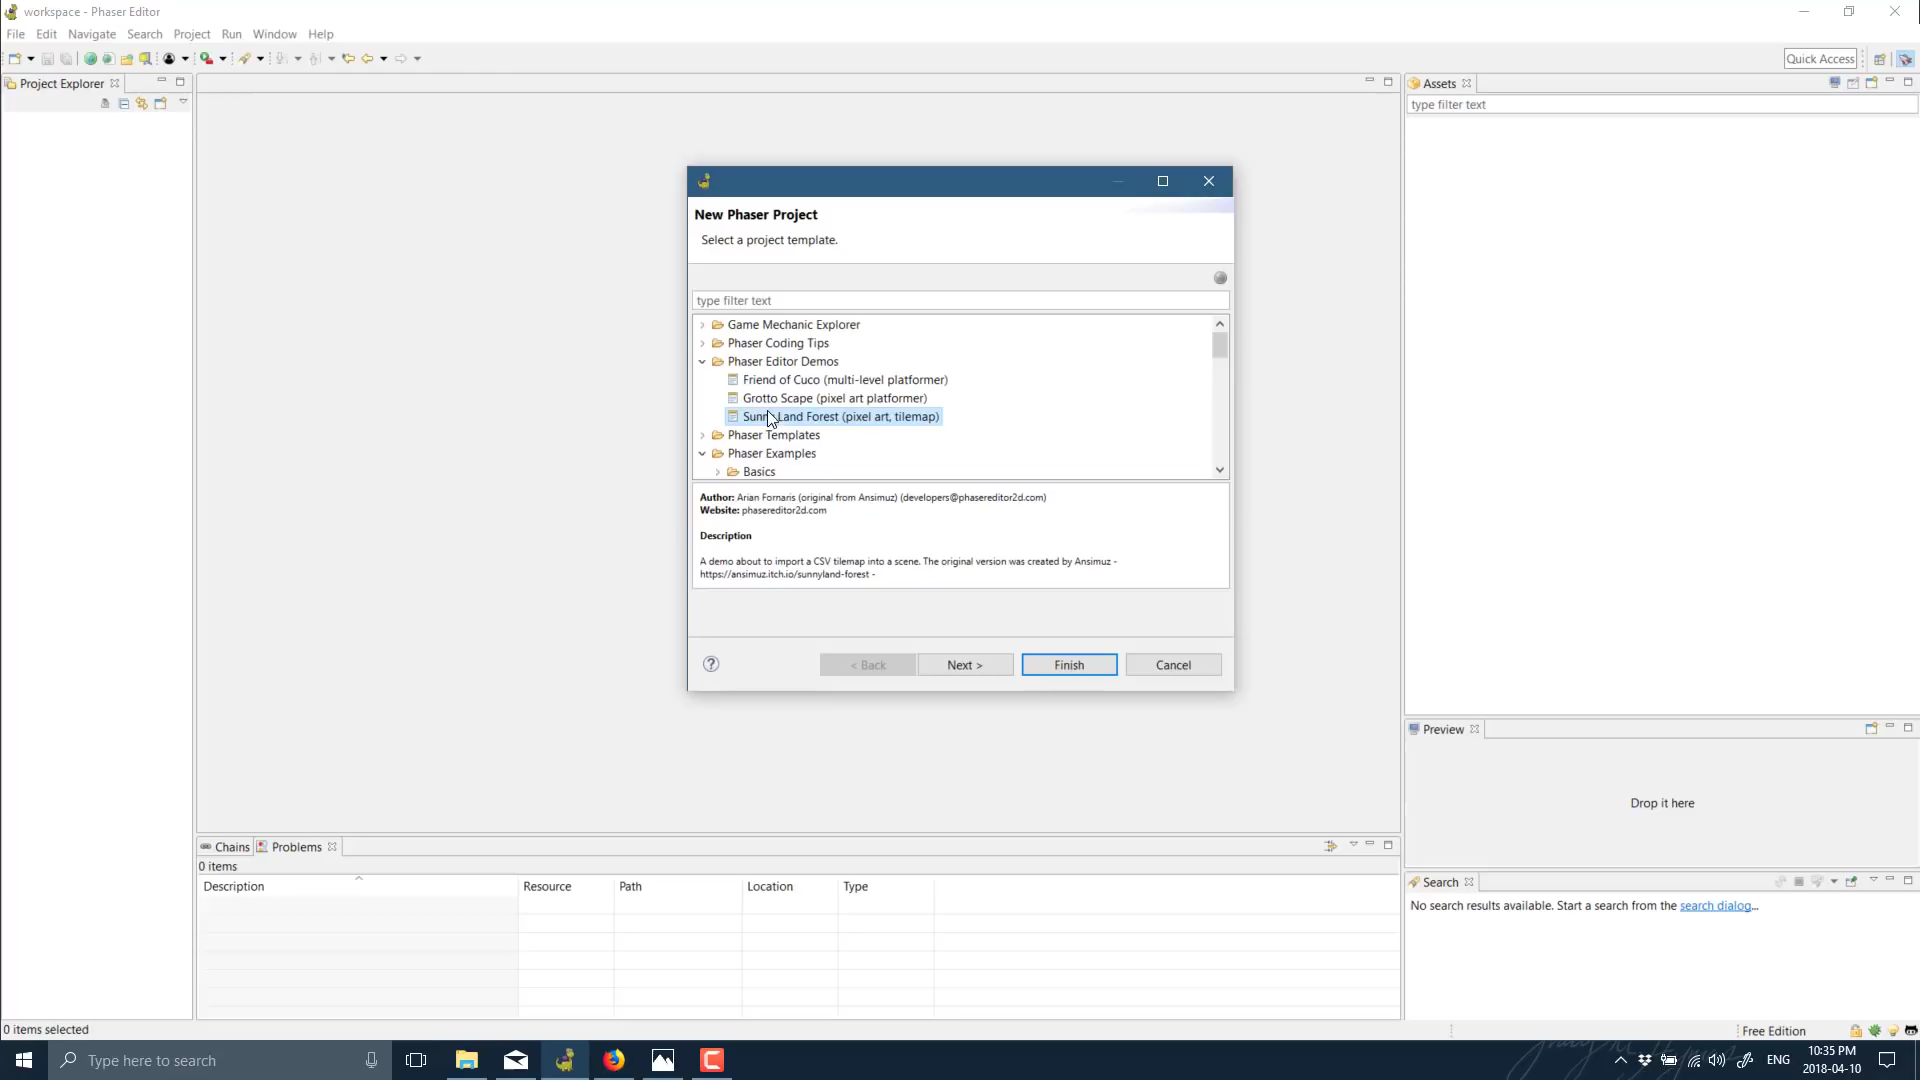 workspace - Phaser Editor
File Edit Navigate Search Project Run Window Help
Quick Access
Project Explorer
Assets
type filter text
New Phaser Project
Select a project template.
type filter text
Game Mechanic Explorer
Phaser Coding Tips
Phaser Editor Demos
Friend of Cuco (multi-level platformer)
Grotto Scape (pixel art platformer)
Sunny Land Forest (pixel art, tilemap)
Phaser Templates
Phaser Examples
Basics
Author: Arian Fornaris (original from Ansimuz) (developers@phasereditor2d.com)
Website: phasereditor2d.com
Description
A demo about to import a CSV tilemap into a scene. The original version was created by Ansimuz -
https://ansimuz.itch.io/sunnyland-forest -
< Back Next > Finish Cancel
Preview
Drop it here
Chains Problems
0 items
Description Resource Path Location Type
Search
No search results available. Start a search from the search dialog...
0 items selected
Free Edition
Type here to search
ENG
10:35 PM
2018-04-10